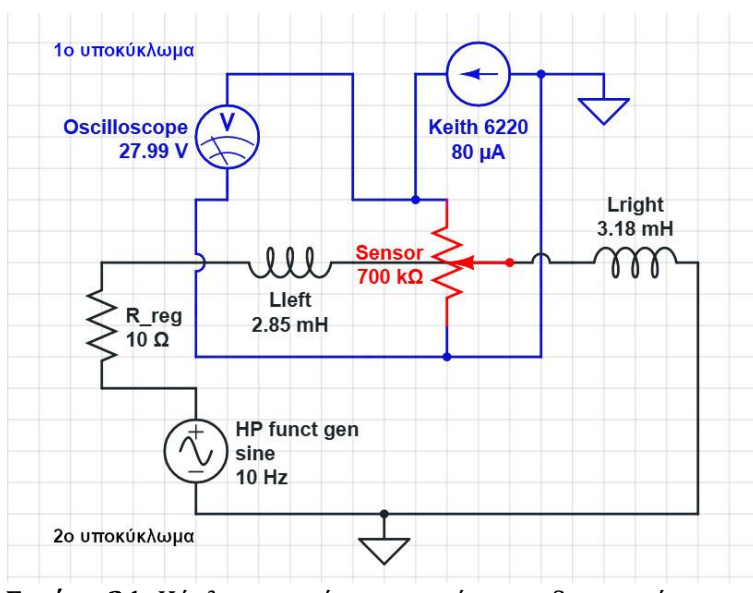 1ο υποκύκλωμα
Oscilloscope
27.99 V
V
Keith 6220
80 μA
Lright
3.18 mH
Sensor
700 kΩ
Lleft
2.85 mH
R_reg
10 Ω
HP funct gen
sine
10 Hz
2ο υποκύκλωμα